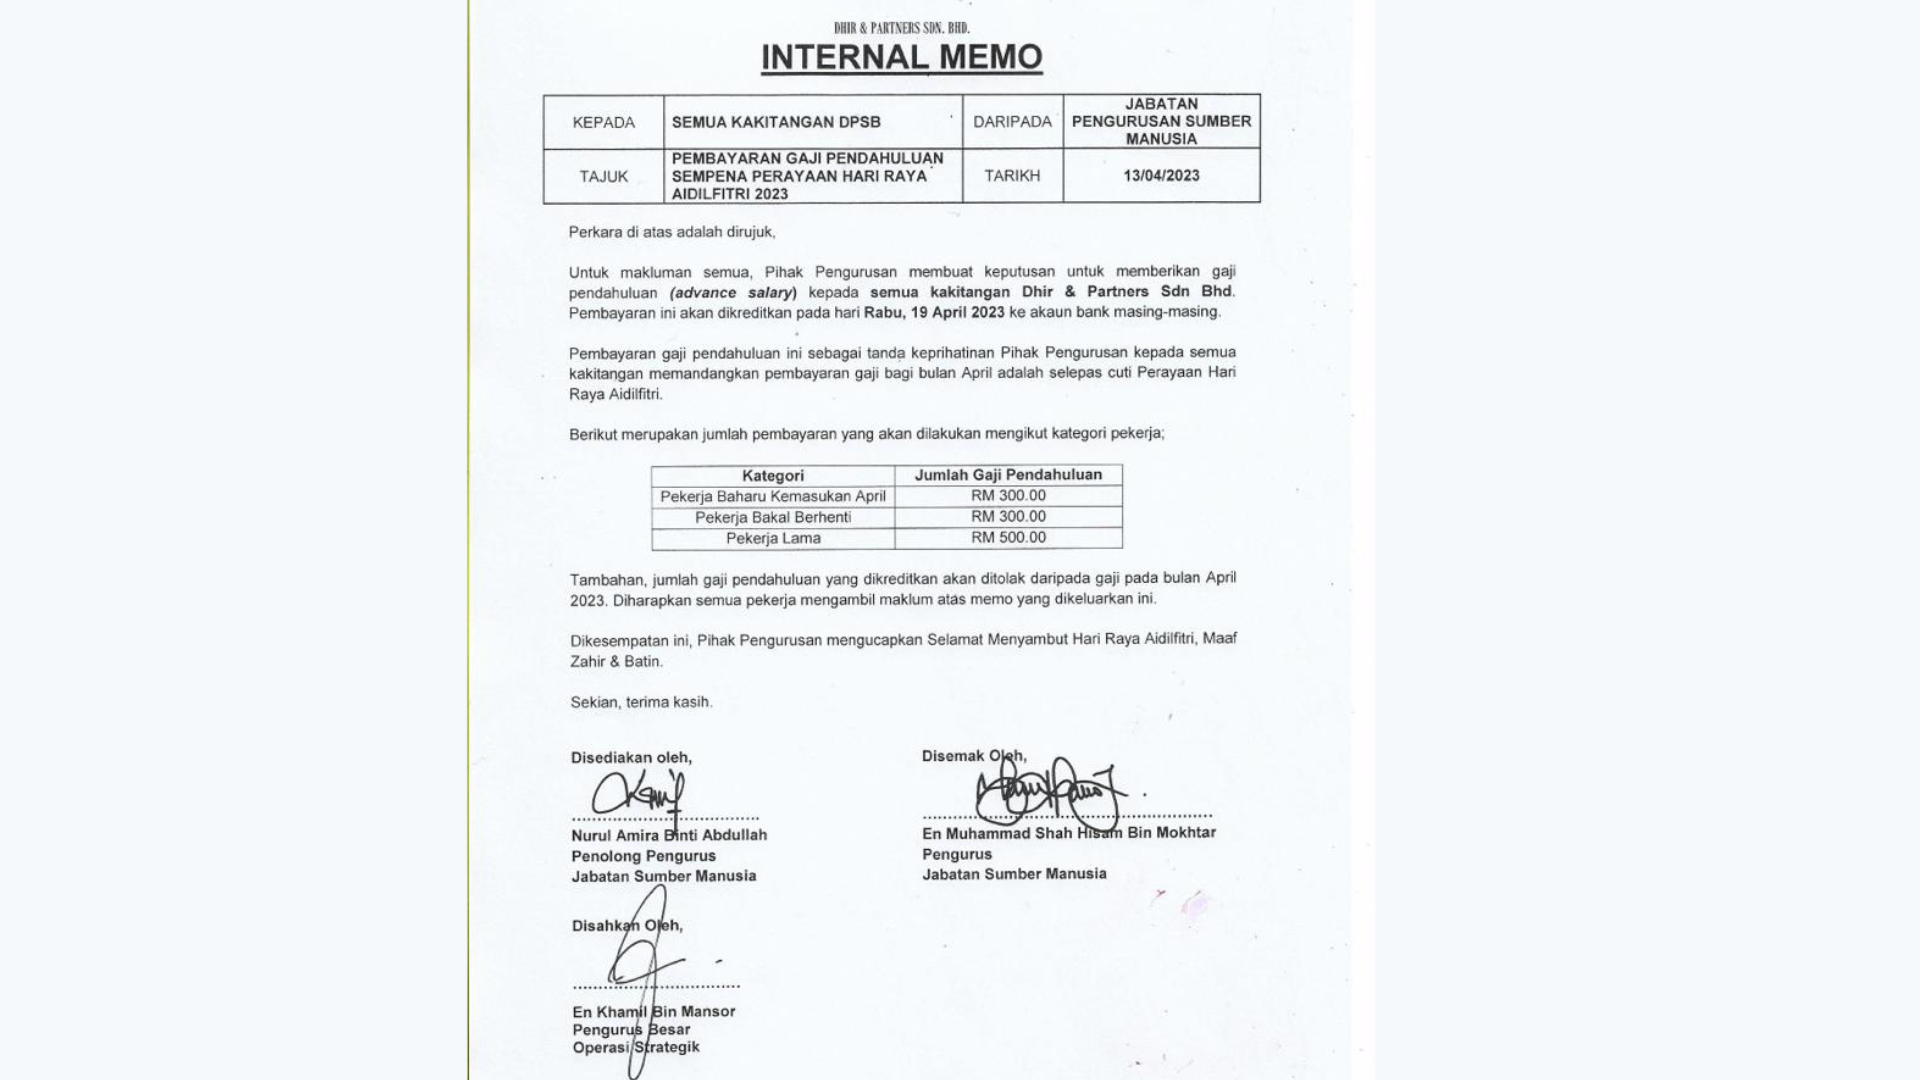 DHIR & PARTNERS SDN. BHD.
INTERNAL MEMO
KEPADA
SEMUA KAKITANGAN DPSB
DARIPADA
JABATAN
PENGURUSAN SUMBER
MANUSIA
TAJUK
PEMBAYARAN GAJI PENDAHULUAN
SEMPENA PERAYAAN HARI RAYA
AIDILFITRI 2023
TARIKH
13/04/2023
Perkara di atas adalah dirujuk,
Untuk makluman semua, Pihak Pengurusan membuat keputusan untuk memberikan gaji
pendahuluan (advance salary) kepada semua kakitangan Dhir & Partners Sdn Bhd.
Pembayaran ini akan dikreditkan pada hari Rabu, 19 April 2023 ke akaun bank masing-masing.
Pembayaran gaji pendahuluan ini sebagai tanda keprihatinan Pihak Pengurusan kepada semua
kakitangan memandangkan pembayaran gaji bagi bulan April adalah selepas cuti Perayaan Hari
Raya Aidilfitri.
Berikut merupakan jumlah pembayaran yang akan dilakukan mengikut kategori pekerja;
Kategori Jumlah Gaji Pendahuluan
Pekerja Baharu Kemasukan April RM 300.00
Pekerja Bakal Berhenti RM 300.00
Pekerja Lama RM 500.00
Tambahan, jumlah gaji pendahuluan yang dikreditkan akan ditolak daripada gaji pada bulan April
2023. Diharapkan semua pekerja mengambil maklum atas memo yang dikeluarkan ini.
Dikesempatan ini, Pihak Pengurusan mengucapkan Selamat Menyambut Hari Raya Aidilfitri, Maaf
Zahir & Batin.
Sekian, terima kasih.
Disediakan oleh,
Nurul Amira Binti Abdullah
Penolong Pengurus
Jabatan Sumber Manusia
Disemak Oleh,
En Muhammad Shah Hisam Bin Mokhtar
Pengurus
Jabatan Sumber Manusia
Disahkan Oleh,
En Khamil Bin Mansor
Pengurus Besar
Operasi Strategik